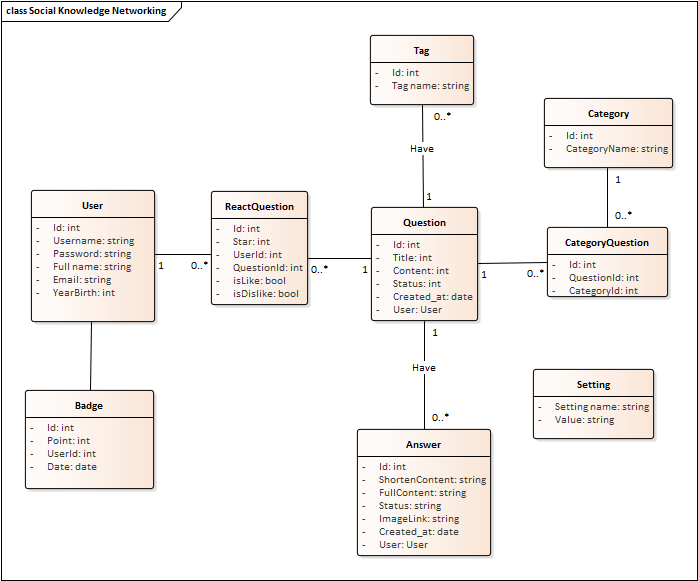 class Social Knowledge Networking
Tag
- Id: int
- Tag name: string
0..*
Have
1
Category
- Id: int
- CategoryName: string
1
0..*
User
- Id: int
- Username: string
- Password: string
- Full name: string
- Email: string
- YearBirth: int
1
0..*
ReactQuestion
- Id: int
- Star: int
- UserId: int
- QuestionId: int
- isLike: bool
- isDislike: bool
0..*
1
Question
- Id: int
- Title: int
- Content: int
- Status: int
- Created_at: date
- User: User
1
0..*
CategoryQuestion
- Id: int
- QuestionId: int
- CategoryId: int
1
Have
0..*
Badge
- Id: int
- Point: int
- UserId: int
- Date: date
Setting
- Setting name: string
- Value: string
Answer
- Id: int
- ShortenContent: string
- FullContent: string
- Status: string
- ImageLink: string
- Created_at: date
- User: User